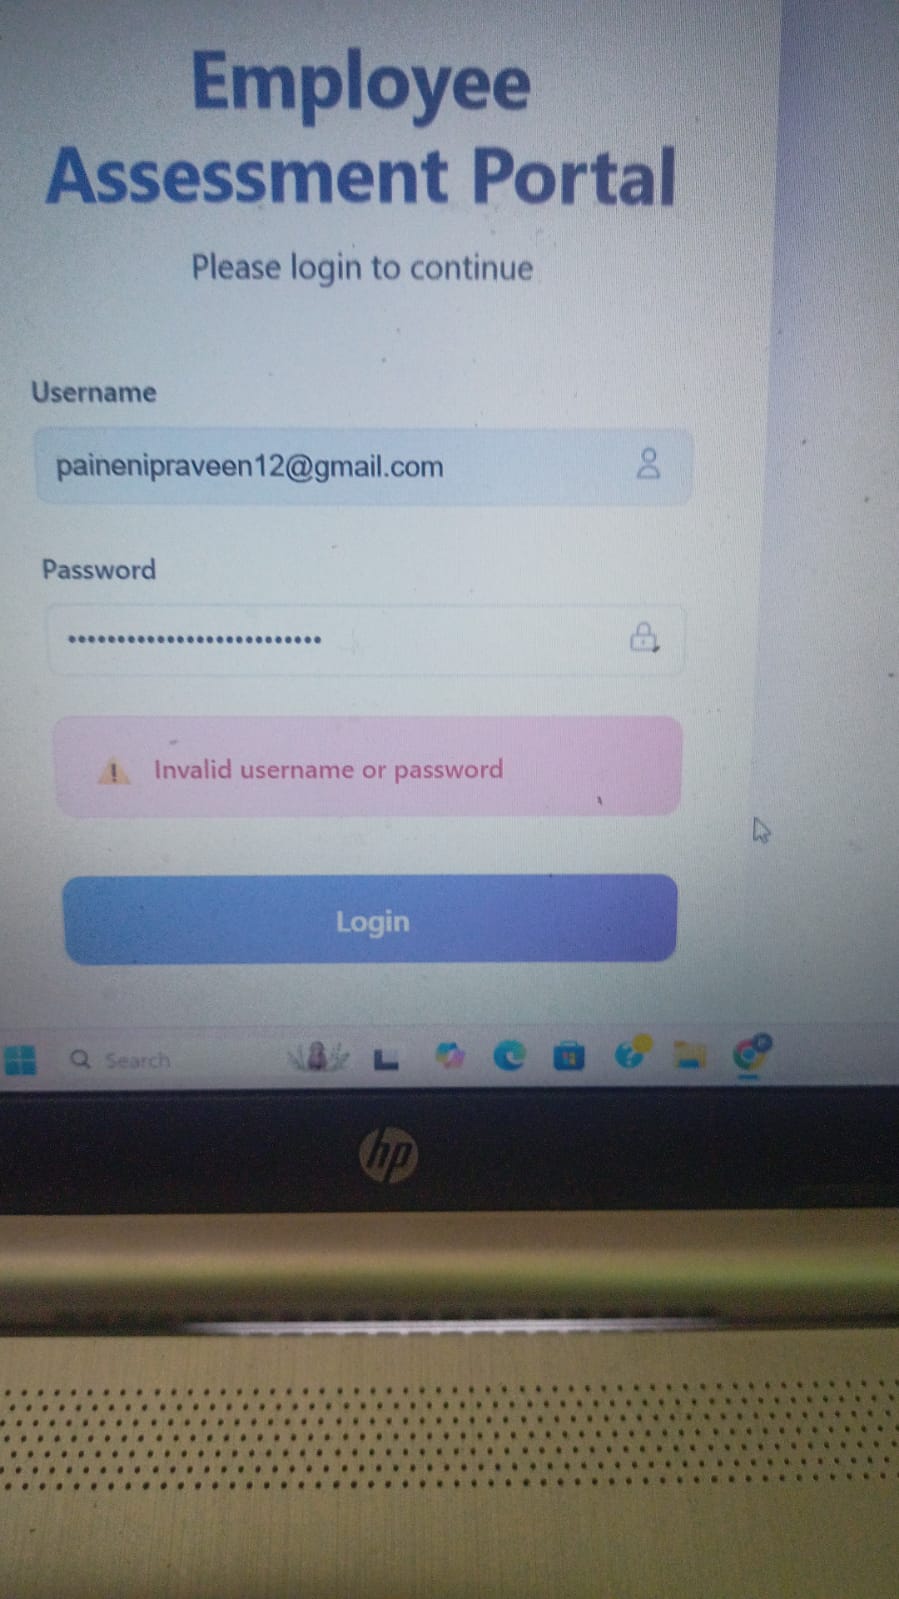 Employee
Assessment Portal
Please login to continue
Username
painenipraveen12@gmail.com
Password
••••••••••••••••••••••••••
Invalid username or password
Login
Search
hp